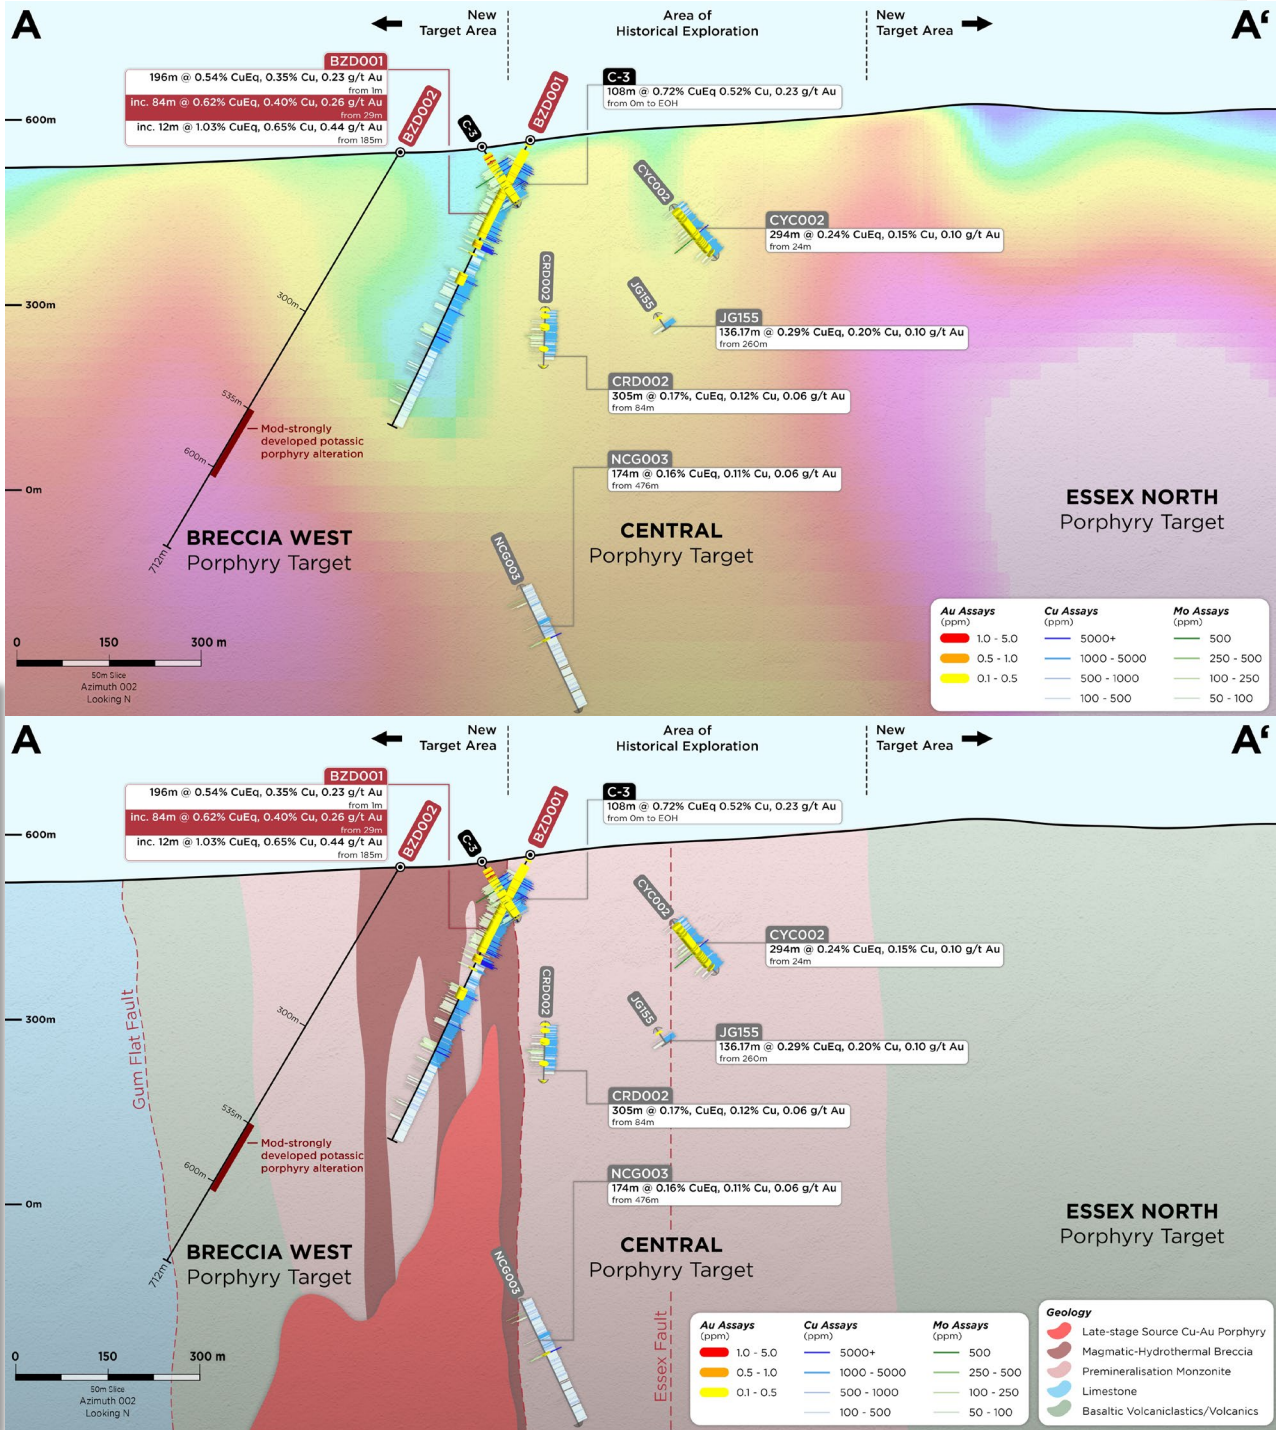 A
New
Target Area
Area of
Historical Exploration
New
Target Area
A‘
BZD001
196m @ 0.54% CuEq, 0.35% Cu, 0.23 g/t Au
from 1m
inc. 84m @ 0.62% CuEq, 0.40% Cu, 0.26 g/t Au
from 29m
inc. 12m @ 1.03% CuEq, 0.65% Cu, 0.44 g/t Au
from 185m
BZD002
C-3
BZD001
C-3
108m @ 0.72% CuEq 0.52% Cu, 0.23 g/t Au
from 0m to EOH
600m
CYC002
CYC002
294m @ 0.24% CuEq, 0.15% Cu, 0.10 g/t Au
from 24m
CRD002
JG155
300m
300m
JG155
136.17m @ 0.29% CuEq, 0.20% Cu, 0.10 g/t Au
from 260m
CRD002
305m @ 0.17%, CuEq, 0.12% Cu, 0.06 g/t Au
from 84m
535m
Mod-strongly
developed potassic
porphyry alteration
600m
NCG003
174m @ 0.16% CuEq, 0.11% Cu, 0.06 g/t Au
from 476m
0m
712m
BRECCIA WEST
Porphyry Target
NCG003
CENTRAL
Porphyry Target
ESSEX NORTH
Porphyry Target
0 150 300 m
50m Slice
Azimuth 002
Looking N
Au Assays
(ppm)
1.0 - 5.0
0.5 - 1.0
0.1 - 0.5
Cu Assays
(ppm)
5000+
1000 - 5000
500 - 1000
100 - 500
Mo Assays
(ppm)
500
250 - 500
100 - 250
50 - 100
A
New
Target Area
Area of
Historical Exploration
New
Target Area
A‘
BZD001
196m @ 0.54% CuEq, 0.35% Cu, 0.23 g/t Au
from 1m
inc. 84m @ 0.62% CuEq, 0.40% Cu, 0.26 g/t Au
from 29m
inc. 12m @ 1.03% CuEq, 0.65% Cu, 0.44 g/t Au
from 185m
BZD002
C-3
BZD001
C-3
108m @ 0.72% CuEq 0.52% Cu, 0.23 g/t Au
from 0m to EOH
600m
CYC002
CYC002
294m @ 0.24% CuEq, 0.15% Cu, 0.10 g/t Au
from 24m
CRD002
JG155
300m
300m
Gum Flat Fault
JG155
136.17m @ 0.29% CuEq, 0.20% Cu, 0.10 g/t Au
from 260m
CRD002
305m @ 0.17%, CuEq, 0.12% Cu, 0.06 g/t Au
from 84m
535m
Mod-strongly
developed potassic
porphyry alteration
600m
NCG003
174m @ 0.16% CuEq, 0.11% Cu, 0.06 g/t Au
from 476m
0m
712m
BRECCIA WEST
Porphyry Target
NCG003
CENTRAL
Porphyry Target
ESSEX NORTH
Porphyry Target
Essex Fault
0 150 300 m
50m Slice
Azimuth 002
Looking N
Au Assays
(ppm)
1.0 - 5.0
0.5 - 1.0
0.1 - 0.5
Cu Assays
(ppm)
5000+
1000 - 5000
500 - 1000
100 - 500
Mo Assays
(ppm)
500
250 - 500
100 - 250
50 - 100
Geology
Late-stage Source Cu-Au Porphyry
Magmatic-Hydrothermal Breccia
Premineralisation Monzonite
Limestone
Basaltic Volcaniclastics/Volcanics